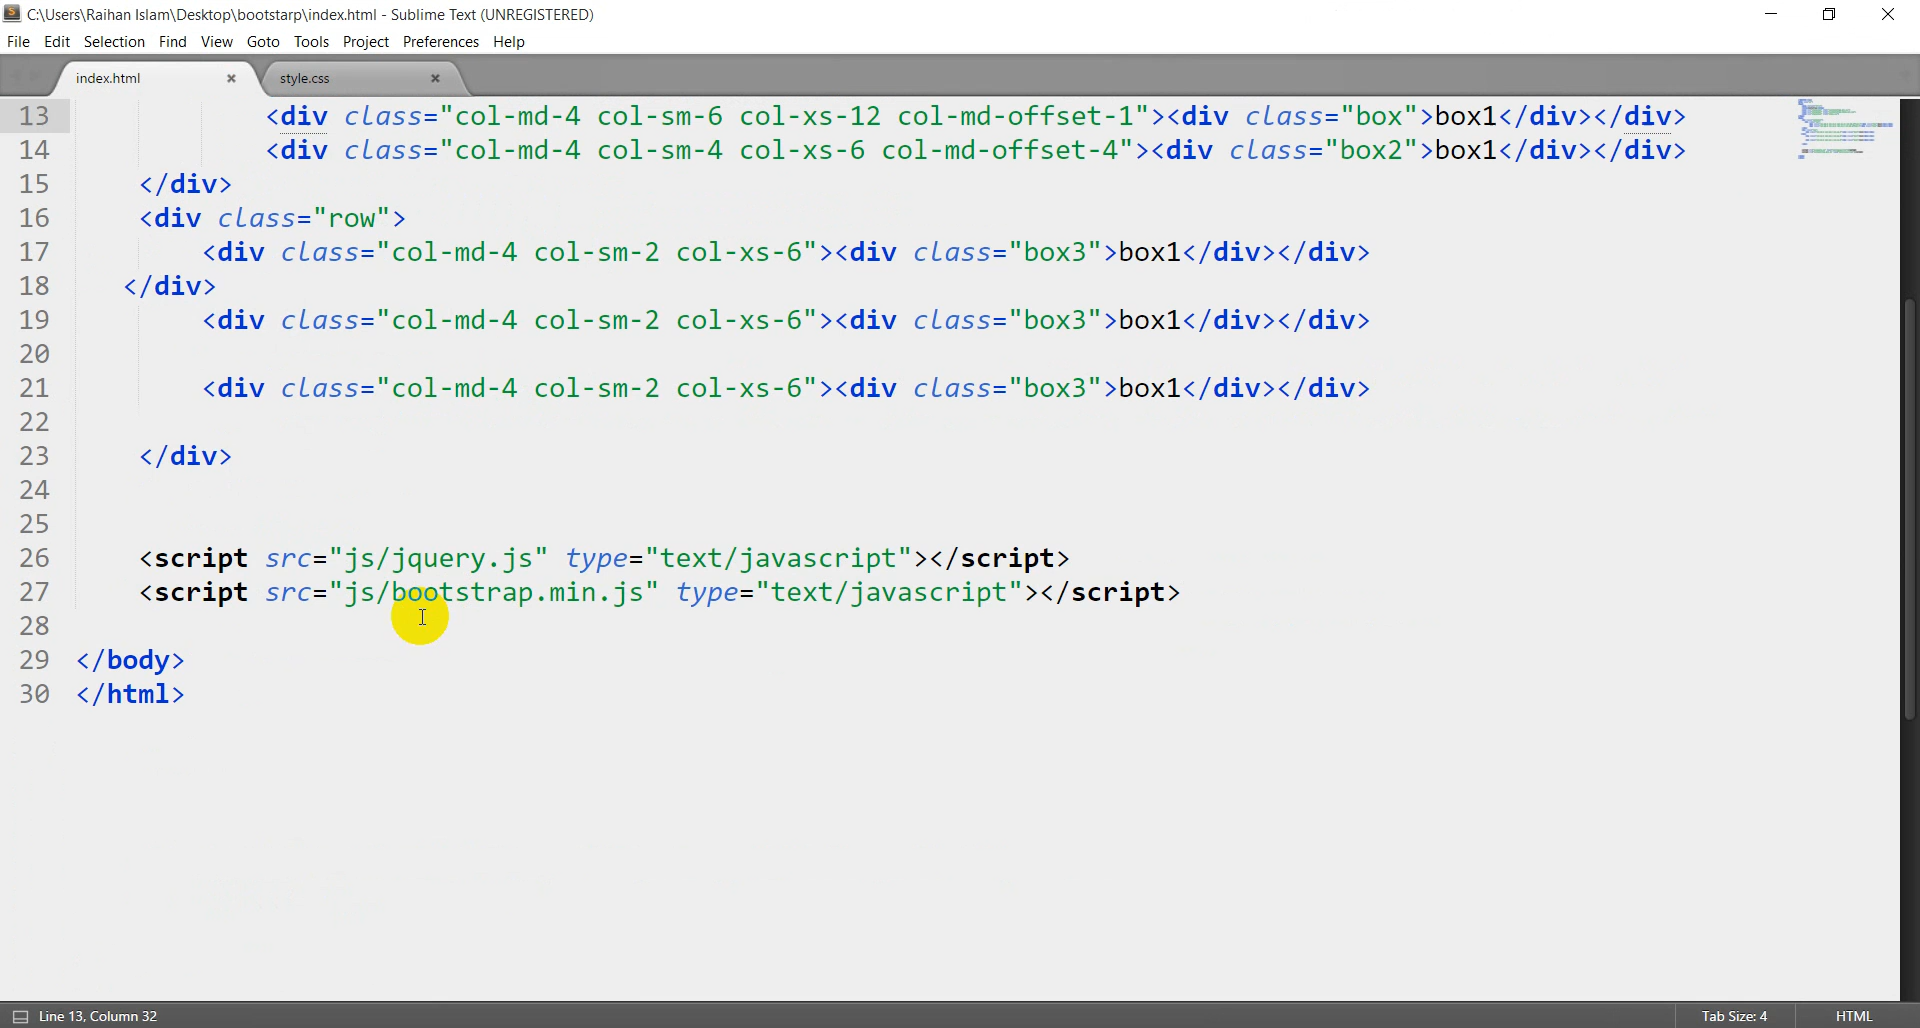 C:\Users\Raihan Islam\Desktop\bootstarp\index.html - Sublime Text (UNREGISTERED)
File Edit Selection Find View Goto Tools Project Preferences Help
index.html style.css
13 <div class="col-md-4 col-sm-6 col-xs-12 col-md-offset-1"><div class="box">box1</div></div>
14 <div class="col-md-4 col-sm-4 col-xs-6 col-md-offset-4"><div class="box2">box1</div></div>
15 </div>
16 <div class="row">
17 <div class="col-md-4 col-sm-2 col-xs-6"><div class="box3">box1</div></div>
18 </div>
19 <div class="col-md-4 col-sm-2 col-xs-6"><div class="box3">box1</div></div>
20
21 <div class="col-md-4 col-sm-2 col-xs-6"><div class="box3">box1</div></div>
22
23 </div>
24
25
26 <script src="js/jquery.js" type="text/javascript"></script>
27 <script src="js/bootstrap.min.js" type="text/javascript"></script>
28
29 </body>
30 </html>
Line 13, Column 32 Tab Size: 4 HTML